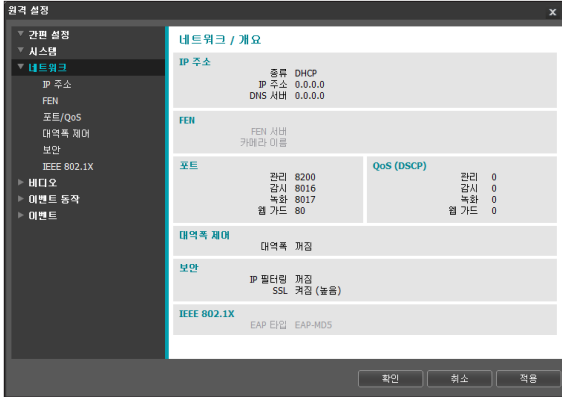 원격 설정 x
간편 설정
시스템
네트워크
IP 주소
FEN
포트/QoS
대역폭 제어
보안
IEEE 802.1X
비디오
이벤트 동작
이벤트
네트워크 / 개요
IP 주소
종류 DHCP
IP 주소 0.0.0.0
DNS 서버 0.0.0.0
FEN
FEN 서버
카메라 이름
포트
관리 8200
감시 8016
녹화 8017
웹 가드 80
QoS (DSCP)
관리 0
감시 0
녹화 0
웹 가드 0
대역폭 제어
대역폭 꺼짐
보안
IP 필터링 꺼짐
SSL 켜짐 (높음)
IEEE 802.1X
EAP 타입 EAP-MD5
확인 취소 적용